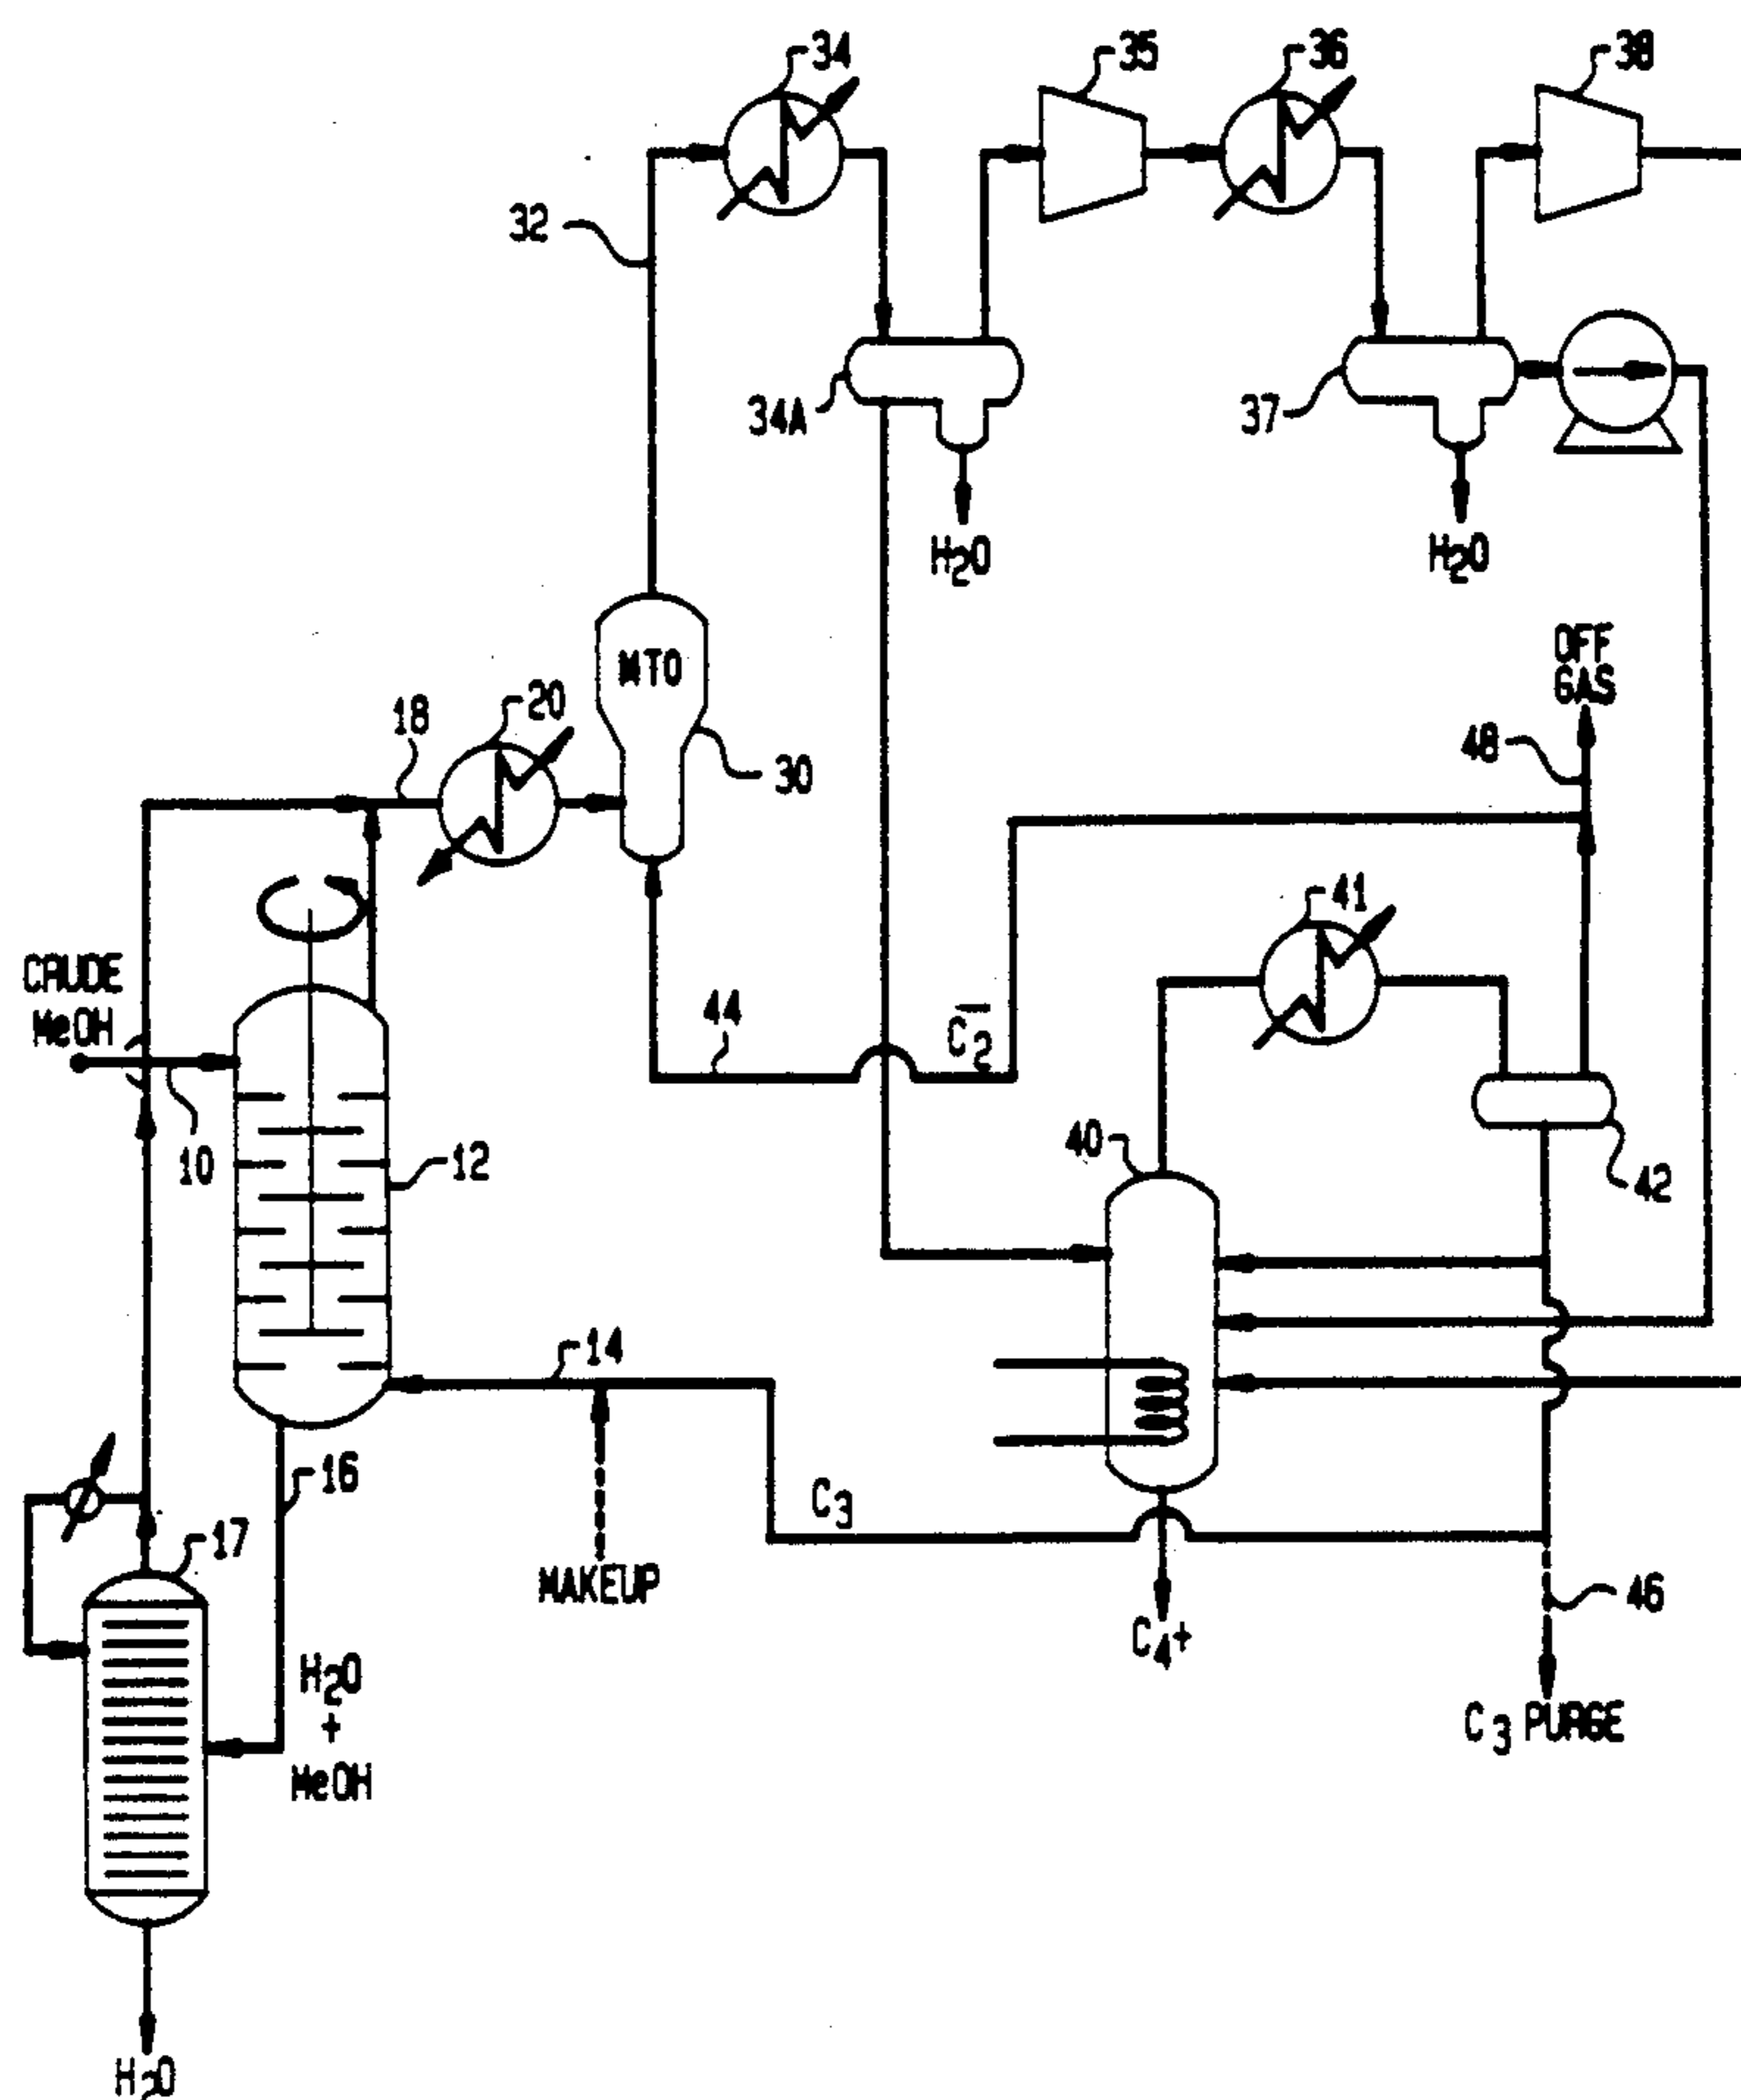 34
35
36
38
32
34A
37
H2O
H2O
OFF
GAS
MTO
18
20
30
48
41
CRUDE
MeOH
44
C2-
10
12
40
42
14
16
C3
17
MAKEUP
46
C4+
H2O
+
MeOH
C3 PURGE
H2O